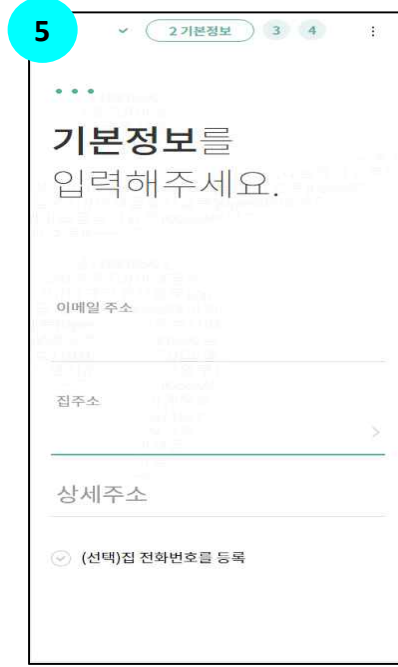 5
2 기본정보 3 4
기본정보를
입력해주세요.
이메일 주소
집주소
상세주소
(선택)집 전화번호를 등록